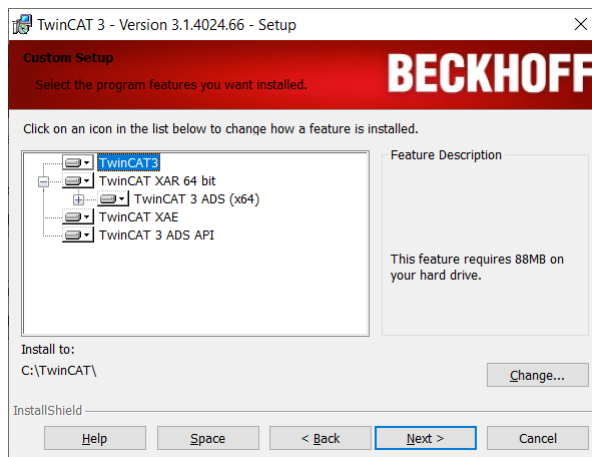 TwinCAT 3 - Version 3.1.4024.66 - Setup
Custom Setup
Select the program features you want installed.
BECKHOFF
Click on an icon in the list below to change how a feature is installed.
TwinCAT3
TwinCAT XAR 64 bit
TwinCAT 3 ADS (x64)
TwinCAT XAE
TwinCAT 3 ADS API
Feature Description
This feature requires 88MB on
your hard drive.
Install to:
C:\TwinCAT\
Change...
InstallShield
Help
Space
< Back
Next >
Cancel